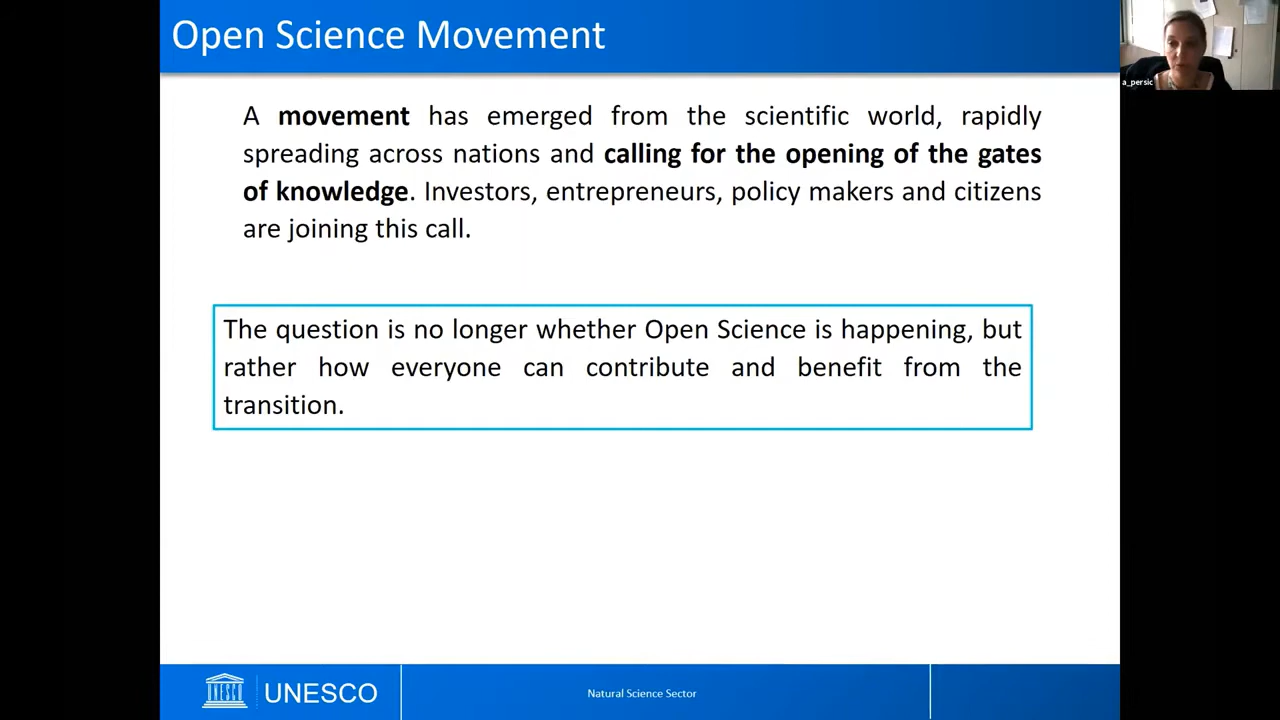 Open Science Movement
a_persic
A movement has emerged from the scientific world, rapidly
spreading across nations and calling for the opening of the gates
of knowledge. Investors, entrepreneurs, policy makers and citizens
are joining this call.
The question is no longer whether Open Science is happening, but
rather how everyone can contribute and benefit from the
transition.
UNESCO
UNESCO
Natural Science Sector